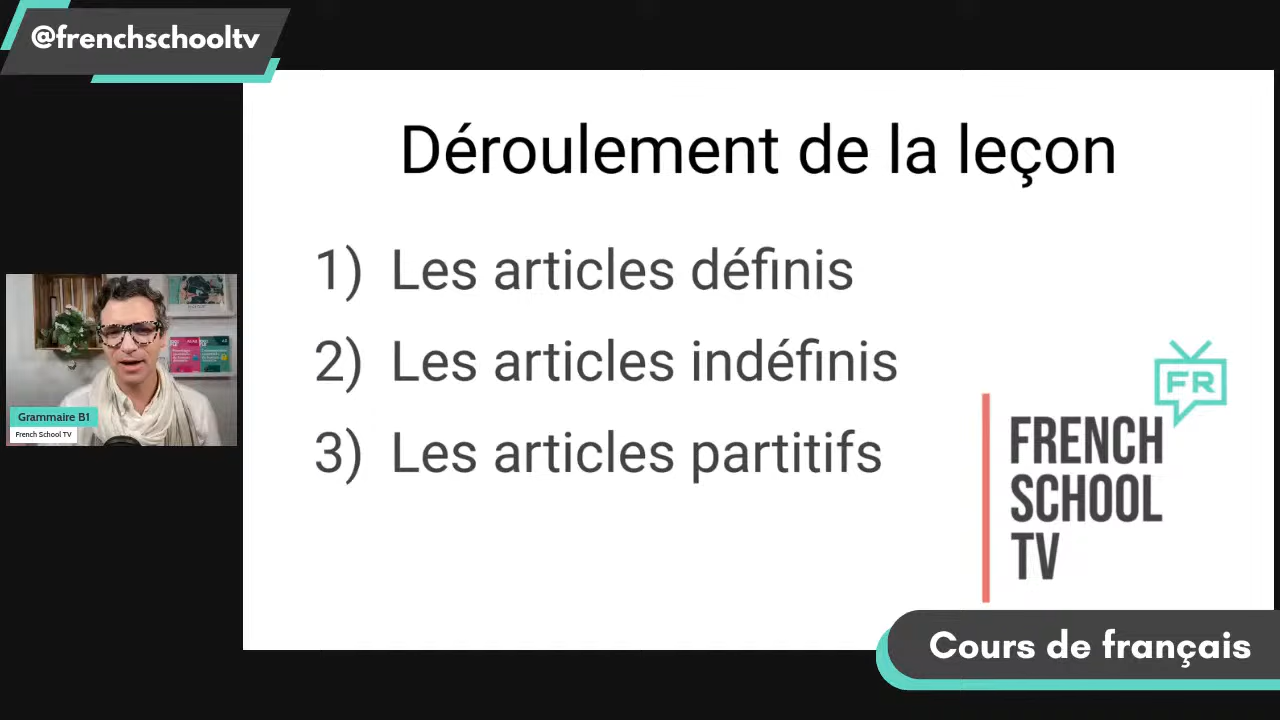 @frenchschooltv
Déroulement de la leçon
1) Les articles définis
2) Les articles indéfinis
3) Les articles partitifs
FR
FRENCH
SCHOOL
TV
Grammaire B1
French School TV
Cours de français